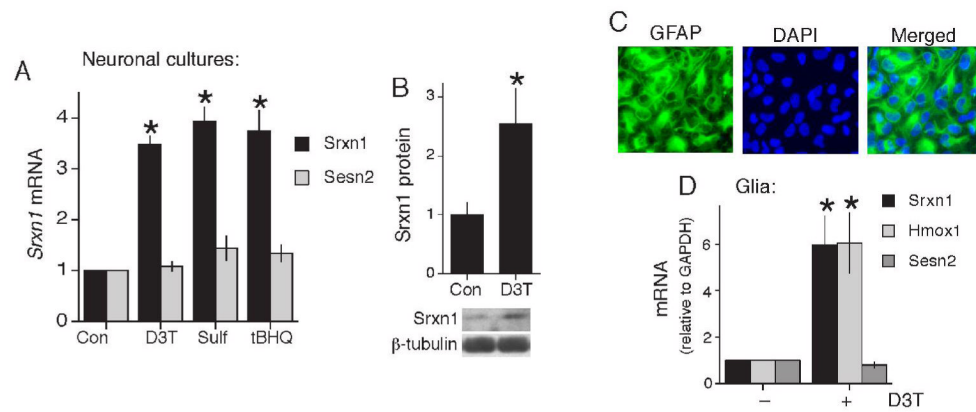 A
Neuronal cultures:
Srxn1 mRNA
4
3
2
1
0
* * *
Srxn1
Sesn2
Con D3T Sulf tBHQ
B
Srxn1 protein
3
2
1
0
*
Con D3T
Srxn1
β-tubulin
C
GFAP DAPI Merged
D Glia:
mRNA
(relative to GAPDH)
6
4
2
0
* *
Srxn1
Hmox1
Sesn2
– + D3T